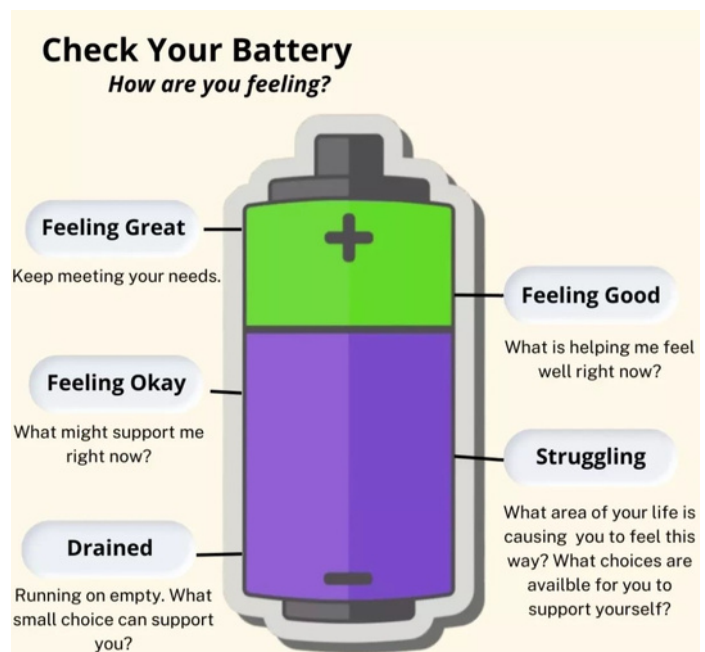 Check Your Battery
How are you feeling?
Feeling Great
Keep meeting your needs.
Feeling Good
What is helping me feel
well right now?
Feeling Okay
What might support me
right now?
Struggling
What area of your life is
causing you to feel this
way? What choices are
availble for you to
support yourself?
Drained
Running on empty. What
small choice can support
you?